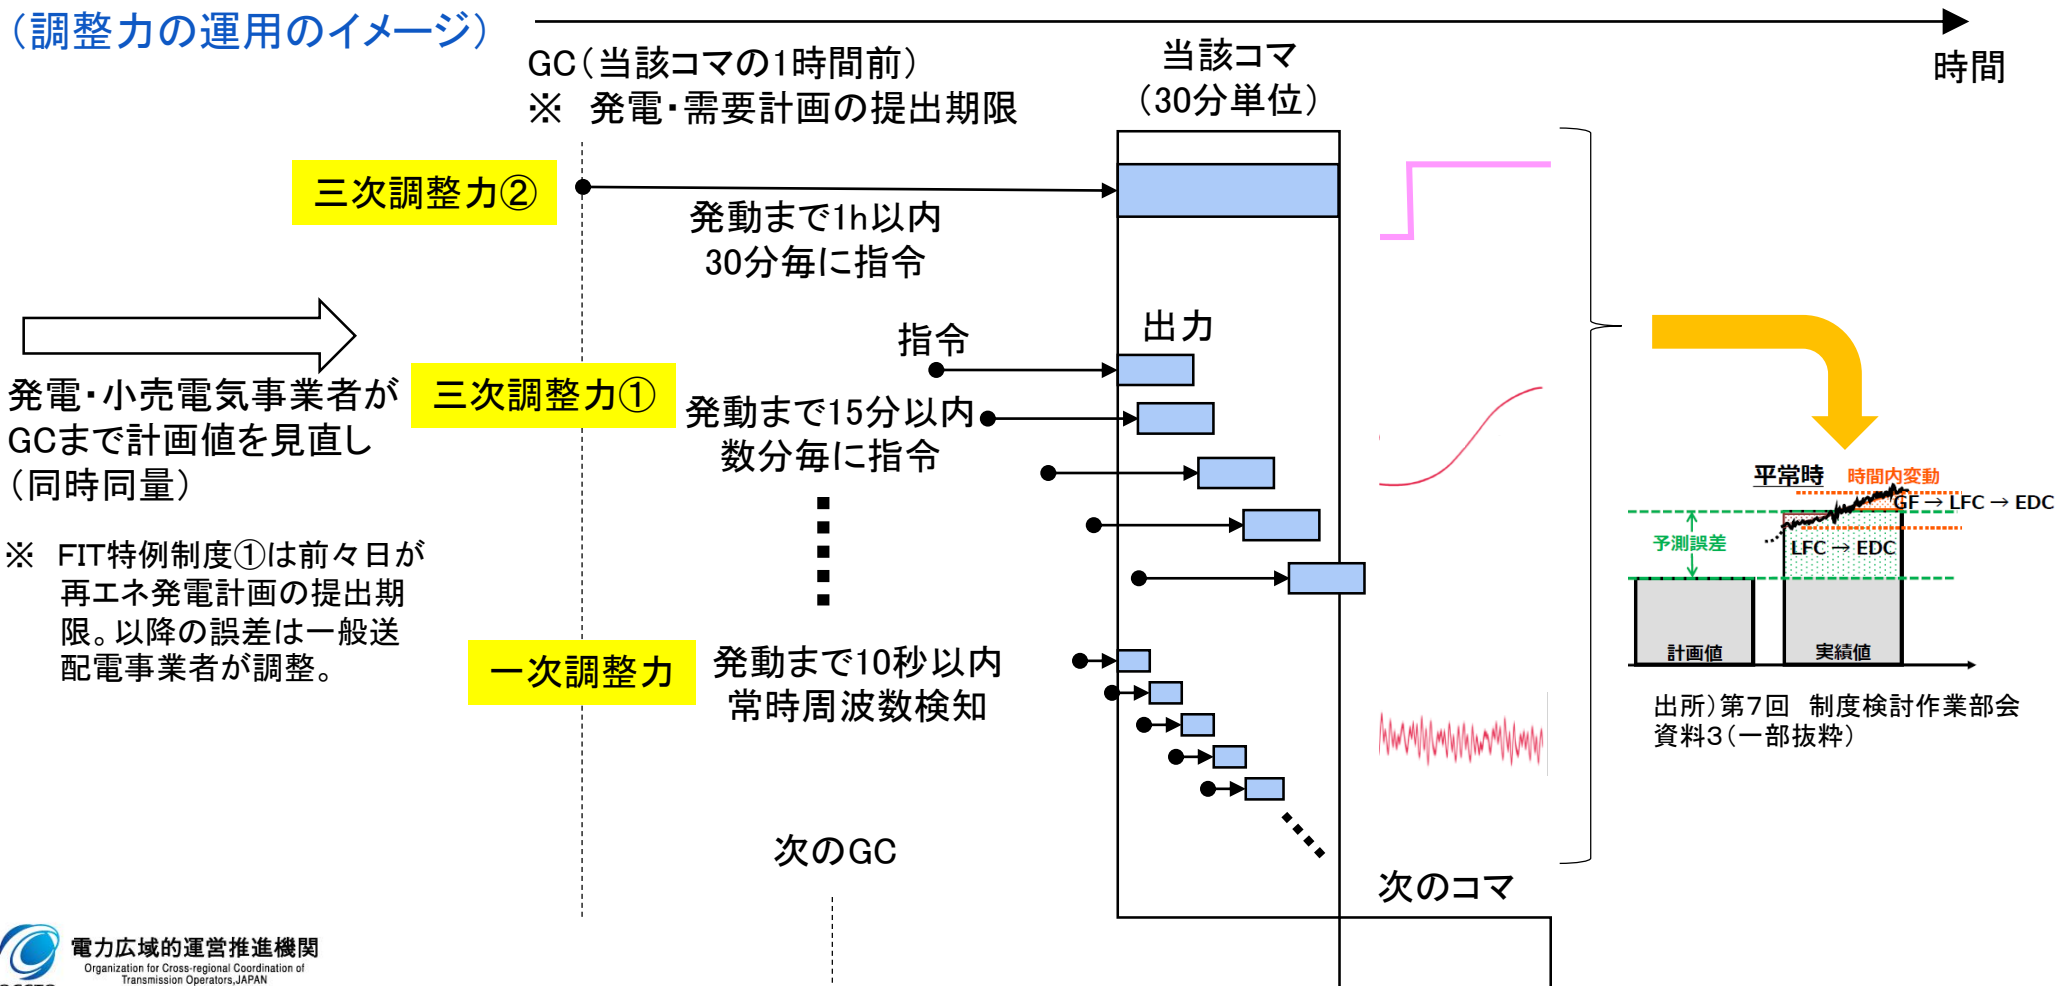 （調整力の運用のイメージ）
時間
GC（当該コマの1時間前）
※　発電・需要計画の提出期限
当該コマ
（30分単位）
三次調整力②
発動まで1h以内
30分毎に指令
指令
出力
発電・小売電気事業者が
GCまで計画値を見直し
（同時同量）
三次調整力①
発動まで15分以内
数分毎に指令
※　FIT特例制度①は前々日が
再エネ発電計画の提出期
限。以降の誤差は一般送
配電事業者が調整。
一次調整力
発動まで10秒以内
常時周波数検知
次のGC
次のコマ
平常時
時間内変動
GF → LFC → EDC
予測誤差
LFC → EDC
計画値
実績値
出所）第7回　制度検討作業部会
資料3（一部抜粋）
電力広域的運営推進機関
Organization for Cross-regional Coordination of
Transmission Operators,JAPAN